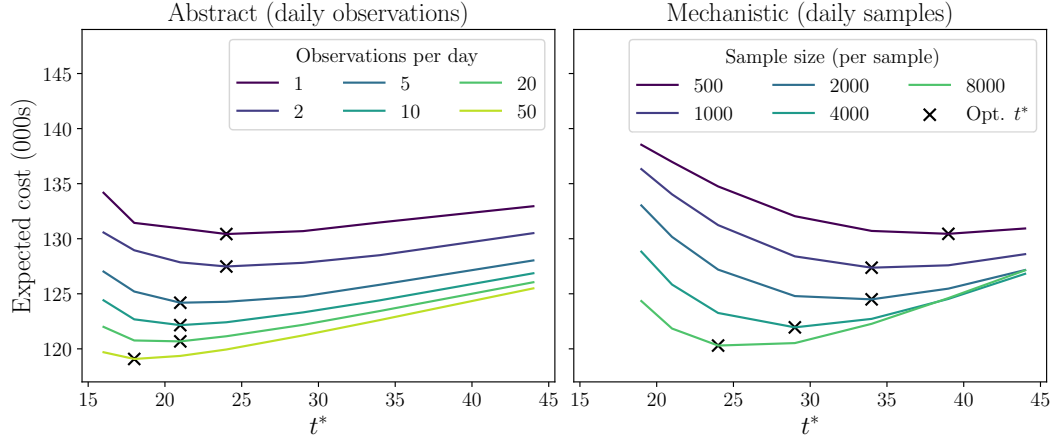 Abstract (daily observations)
Mechanistic (daily samples)
Expected cost (000s)
145
140
135
130
125
120
Observations per day
1 5 20
2 10 50
Sample size (per sample)
500 2000 8000
1000 4000 Opt. t*
15 20 25 30 35 40 45
15 20 25 30 35 40 45
t*
t*